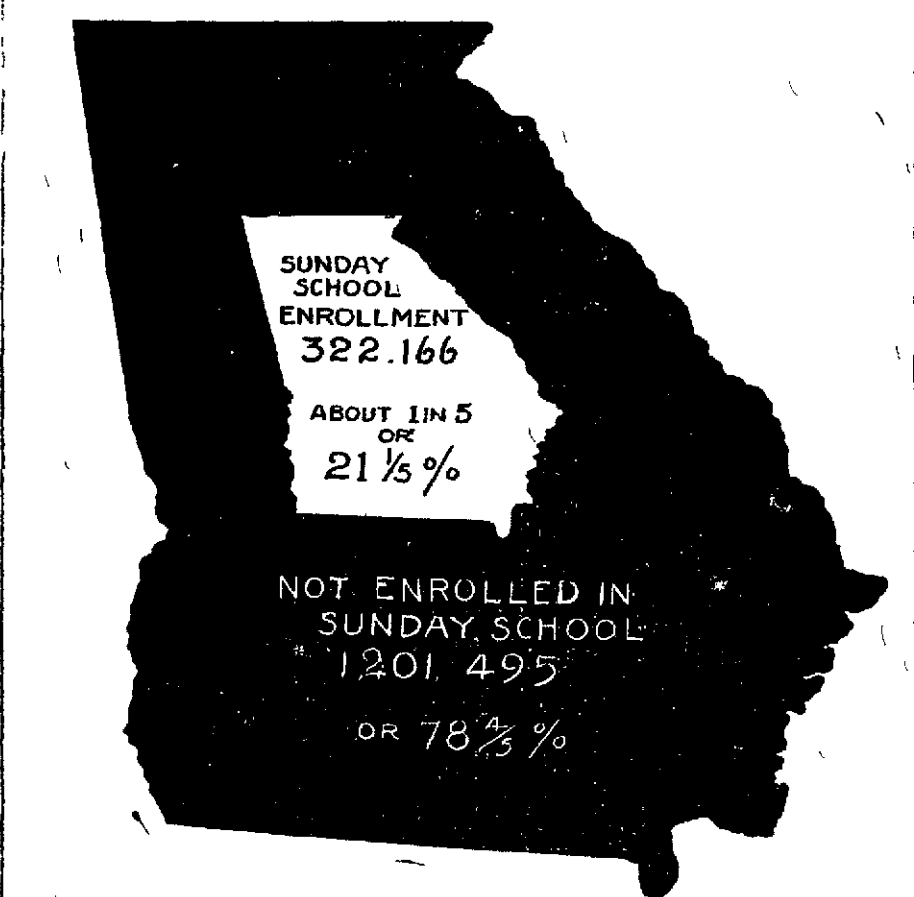 SUNDAY
SCHOOL
ENROLLMENT
322.166
ABOUT 1 IN 5
OR
21 1/5 %
NOT ENROLLED IN
SUNDAY SCHOOL
1201 495
OR 78 4/5 %